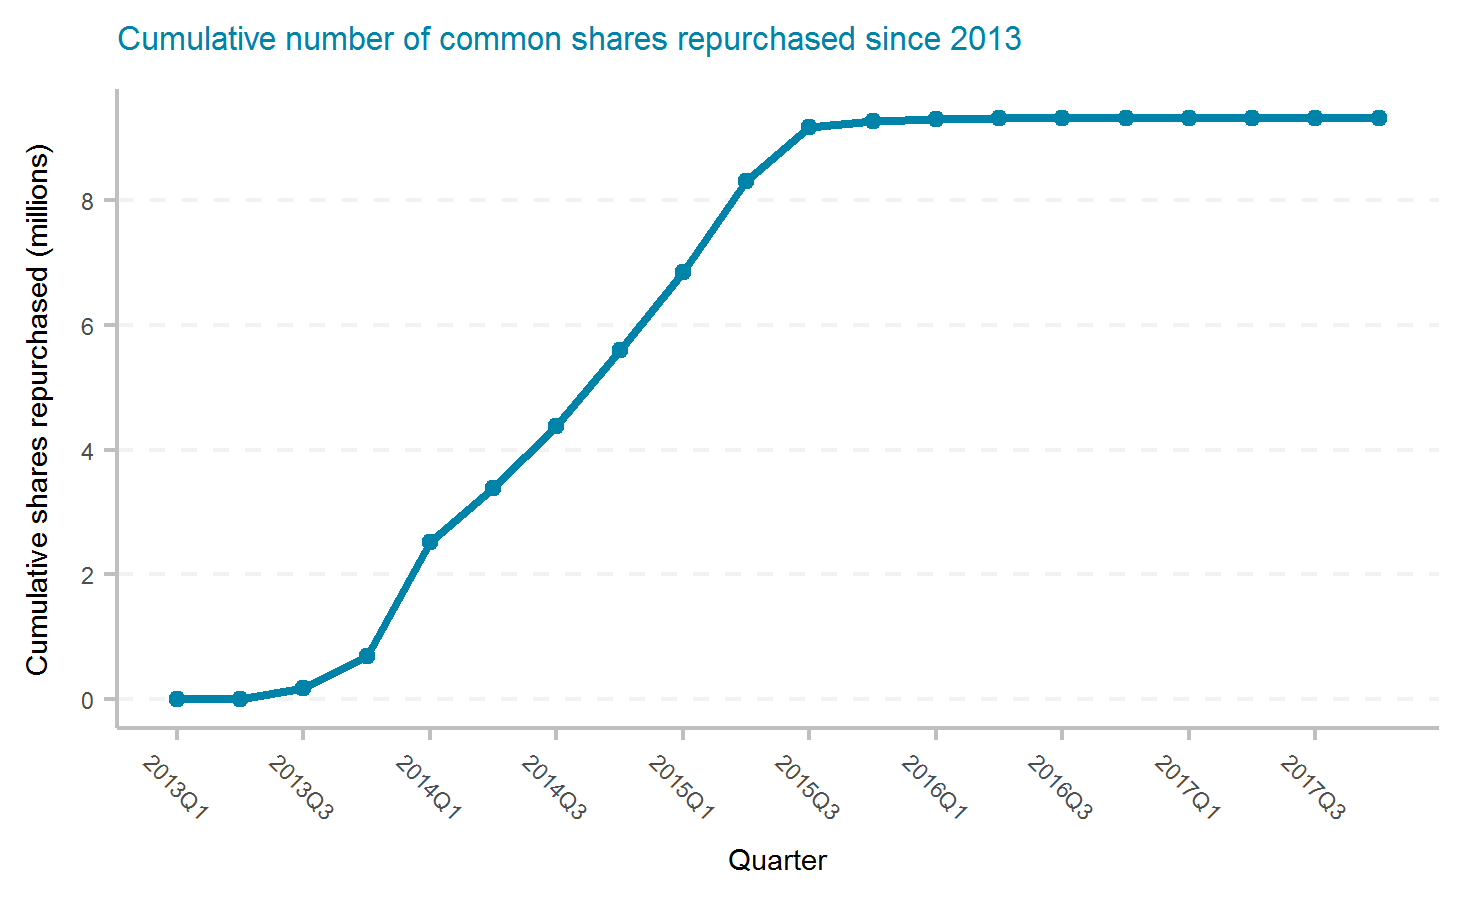 Cumulative number of common shares repurchased since 2013
Cumulative shares repurchased (millions)
8
6
4
2
0
2013Q1
2013Q3
2014Q1
2014Q3
2015Q1
2015Q3
2016Q1
2016Q3
2017Q1
2017Q3
Quarter